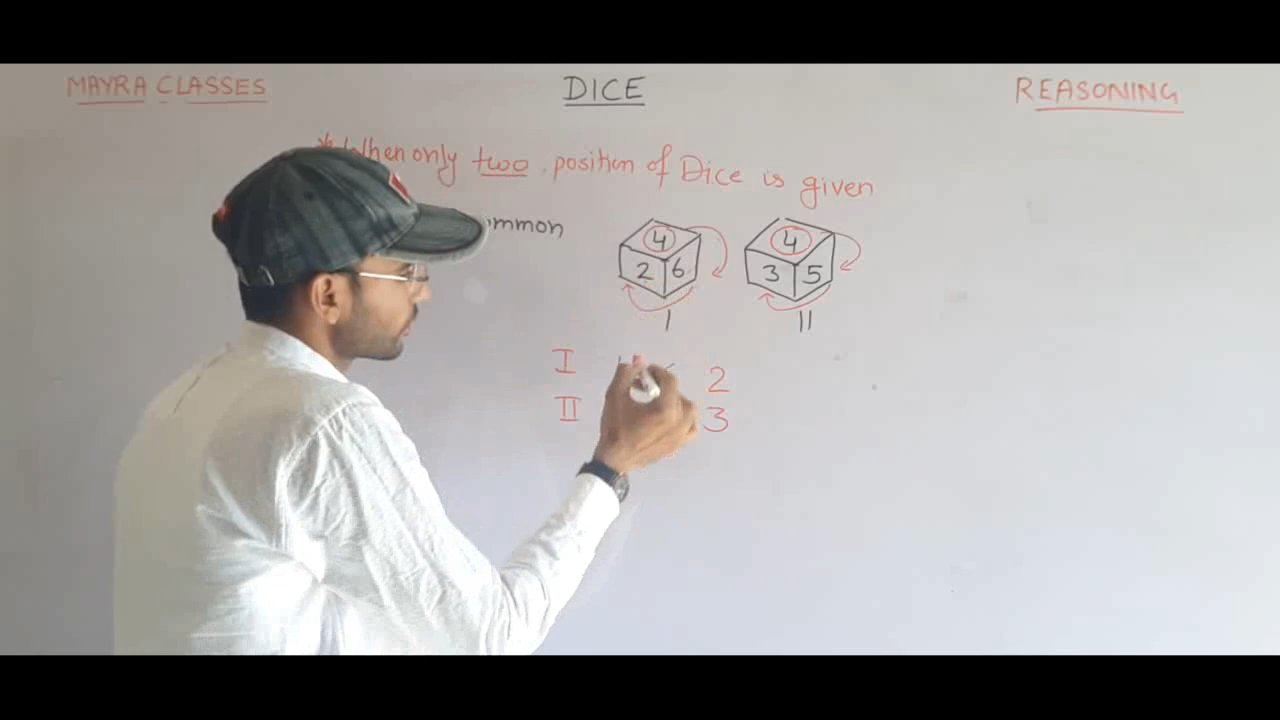 MAYRA CLASSES
DICE
REASONING
When only two position of Dice is given
4
2 6
I
4
3 5
II
I 2
II 3